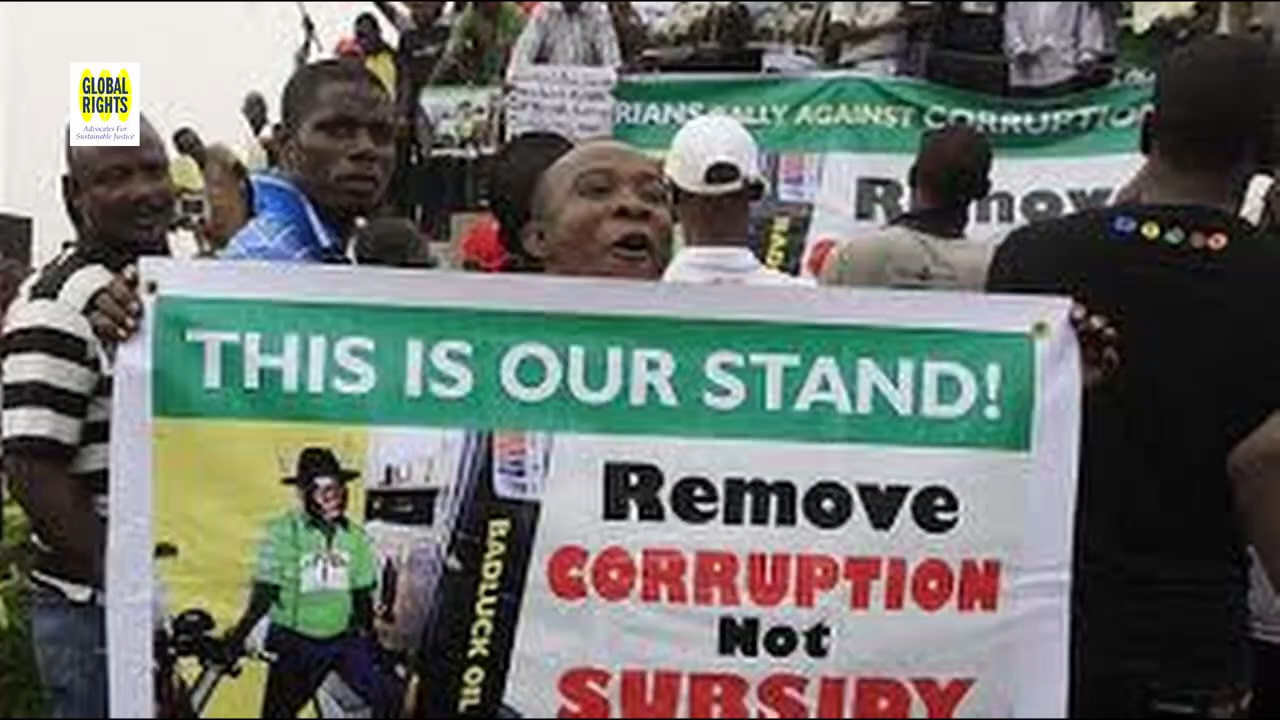 GLOBAL
RIGHTS
Advocates For
Sustainable Justice
RIANS RALLY AGAINST CORRUPTION
Remov
THIS IS OUR STAND!
Remove
CORRUPTION
Not
SUBSIDY
BADLUCK OIL